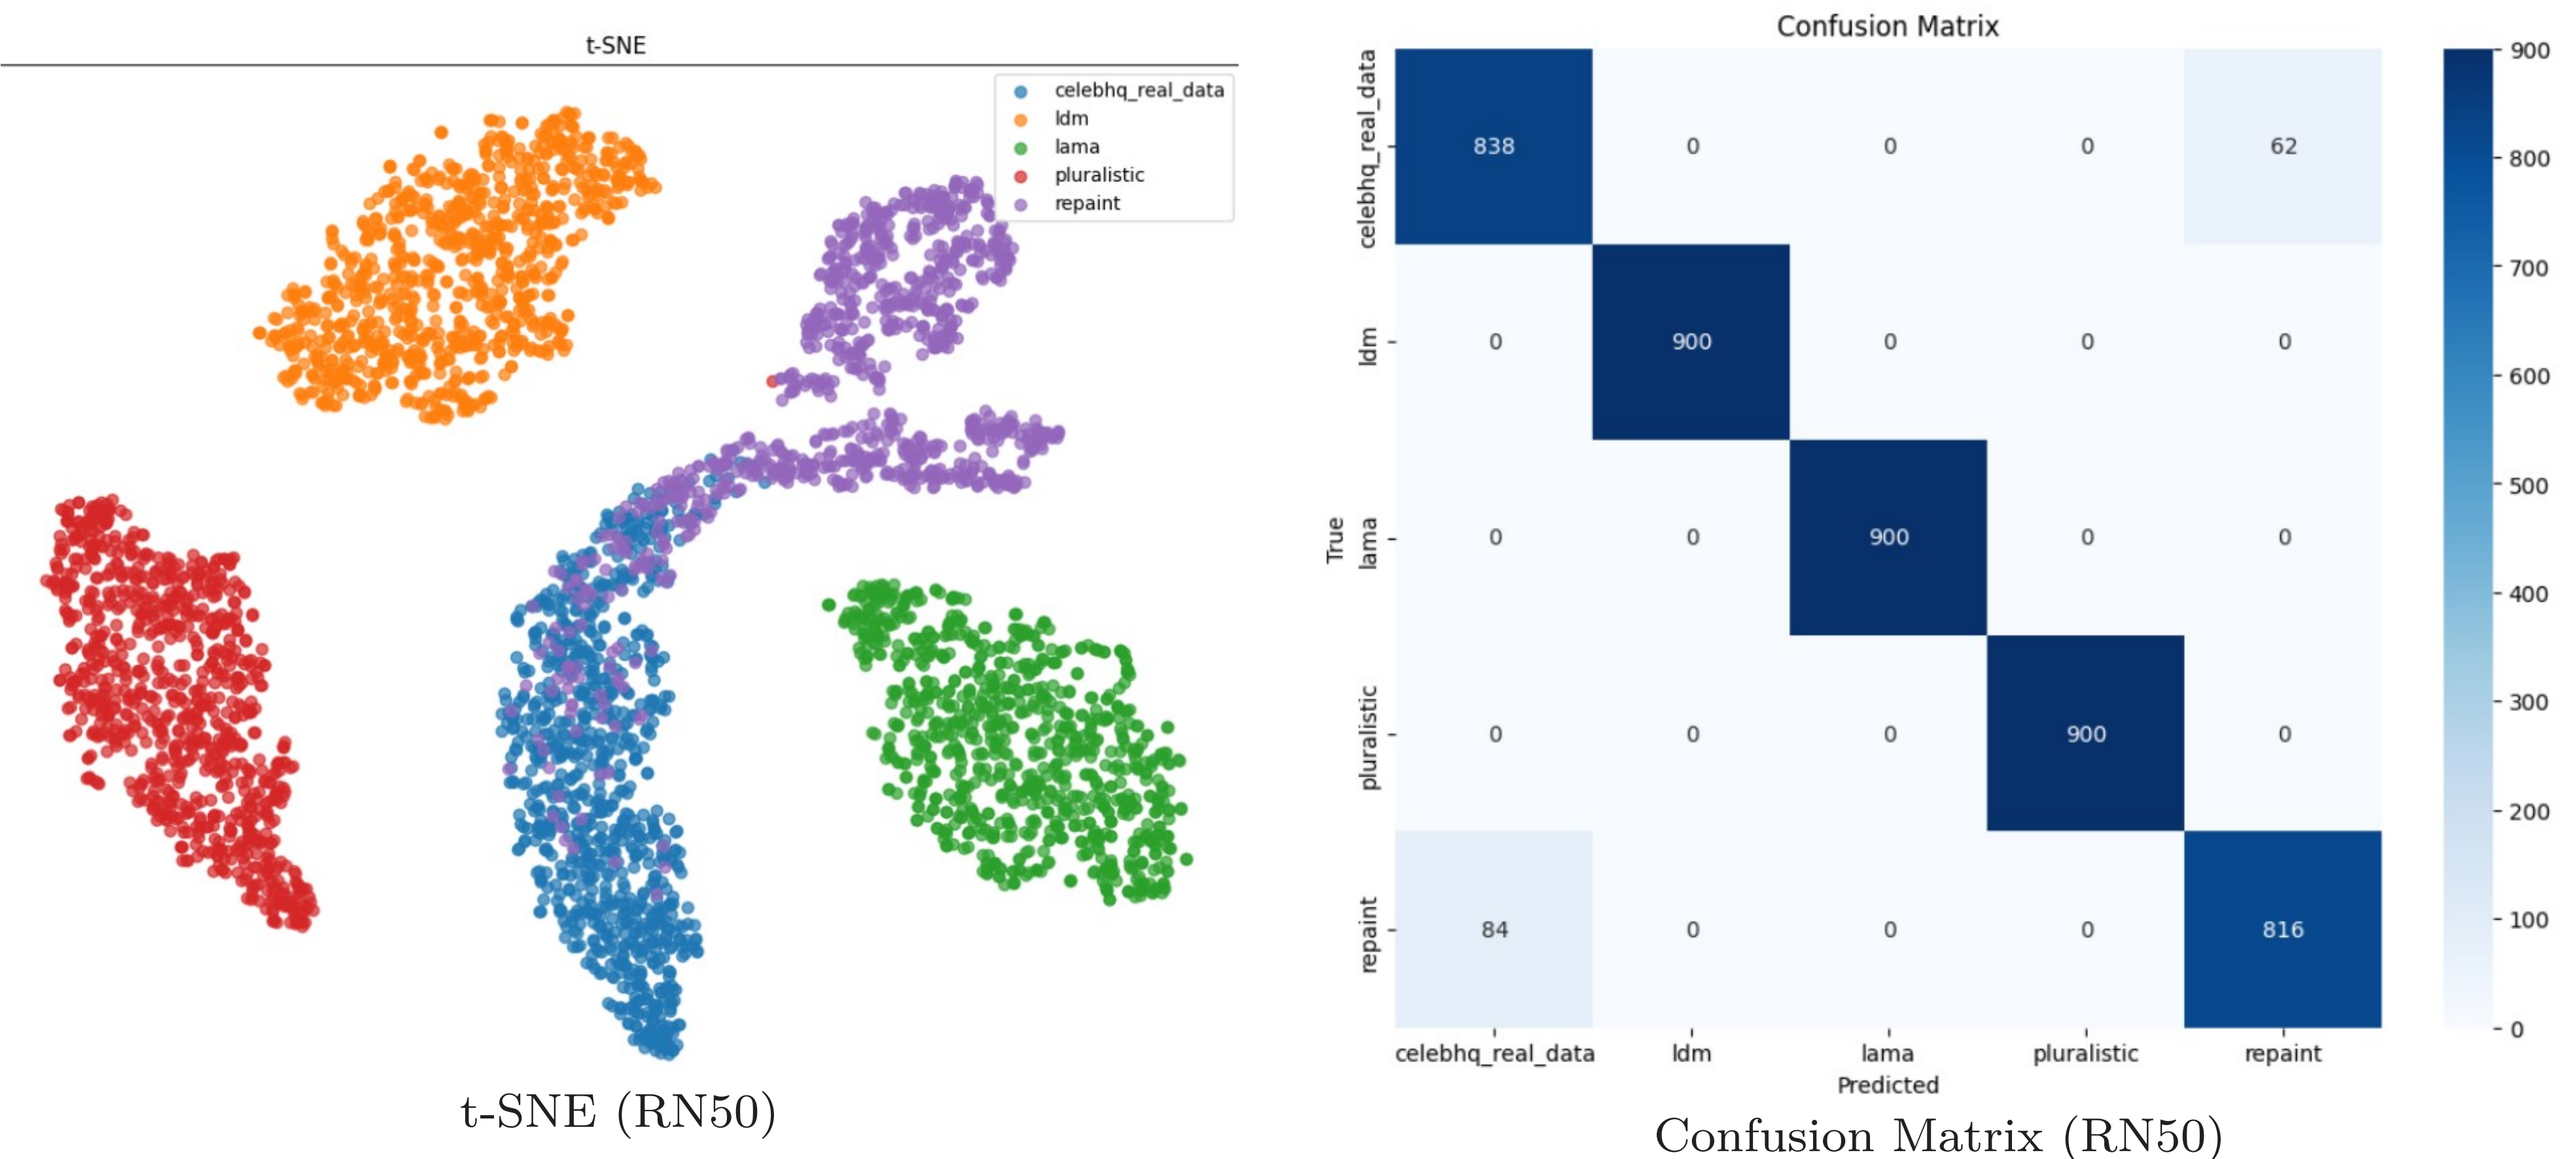 t-SNE
celebhq_real_data
ldm
lama
pluralistic
repaint
t-SNE (RN50)
Confusion Matrix
celebhq_real_data
838 0 0 0 62
ldm
0 900 0 0 0
True
lama
0 0 900 0 0
pluralistic
0 0 0 900 0
repaint
84 0 0 0 816
celebhq_real_data ldm lama pluralistic repaint
Predicted
900
800
700
600
500
400
300
200
100
0
Confusion Matrix (RN50)